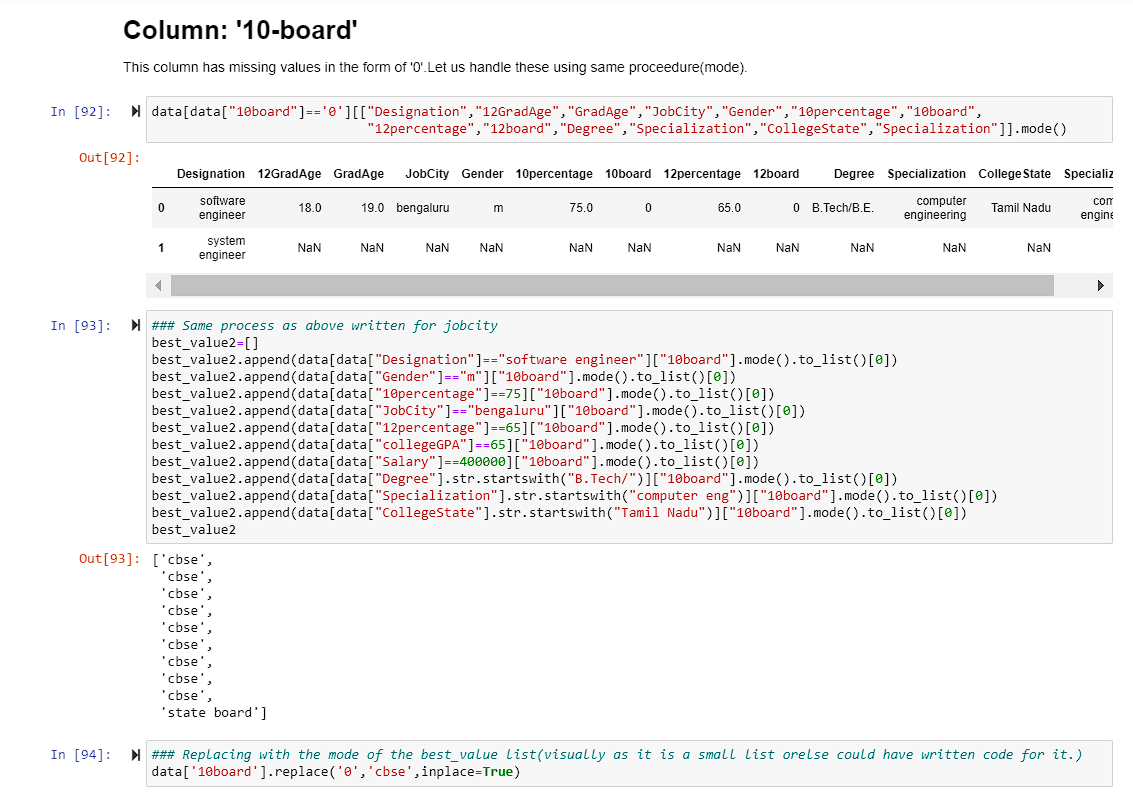 Column: '10-board'
This column has missing values in the form of '0'.Let us handle these using same proceedure(mode).
In [92]:
data[data["10board"]=='0'][["Designation","12GradAge","GradAge","JobCity","Gender","10percentage","10board",
"12percentage","12board","Degree","Specialization","CollegeState","Specialization"]].mode()
Out[92]:
Designation 12GradAge GradAge JobCity Gender 10percentage 10board 12percentage 12board Degree Specialization CollegeState Specializ
0 software engineer 18.0 19.0 bengaluru m 75.0 0 65.0 0 B.Tech/B.E. computer engineering Tamil Nadu com engine
1 system engineer NaN NaN NaN NaN NaN NaN NaN NaN NaN NaN NaN
In [93]:
### Same process as above written for jobcity
best_value2=[]
best_value2.append(data[data["Designation"]=="software engineer"]["10board"].mode().to_list()[0])
best_value2.append(data[data["Gender"]=="m"]["10board"].mode().to_list()[0])
best_value2.append(data[data["10percentage"]==75]["10board"].mode().to_list()[0])
best_value2.append(data[data["JobCity"]=="bengaluru"]["10board"].mode().to_list()[0])
best_value2.append(data[data["12percentage"]==65]["10board"].mode().to_list()[0])
best_value2.append(data[data["collegeGPA"]==65]["10board"].mode().to_list()[0])
best_value2.append(data[data["Salary"]==400000]["10board"].mode().to_list()[0])
best_value2.append(data[data["Degree"].str.startswith("B.Tech/")]["10board"].mode().to_list()[0])
best_value2.append(data[data["Specialization"].str.startswith("computer eng")]["10board"].mode().to_list()[0])
best_value2.append(data[data["CollegeState"].str.startswith("Tamil Nadu")]["10board"].mode().to_list()[0])
best_value2
Out[93]:
['cbse',
'cbse',
'cbse',
'cbse',
'cbse',
'cbse',
'cbse',
'cbse',
'cbse',
'state board']
In [94]:
### Replacing with the mode of the best_value list(visually as it is a small list orelse could have written code for it.)
data['10board'].replace('0','cbse',inplace=True)